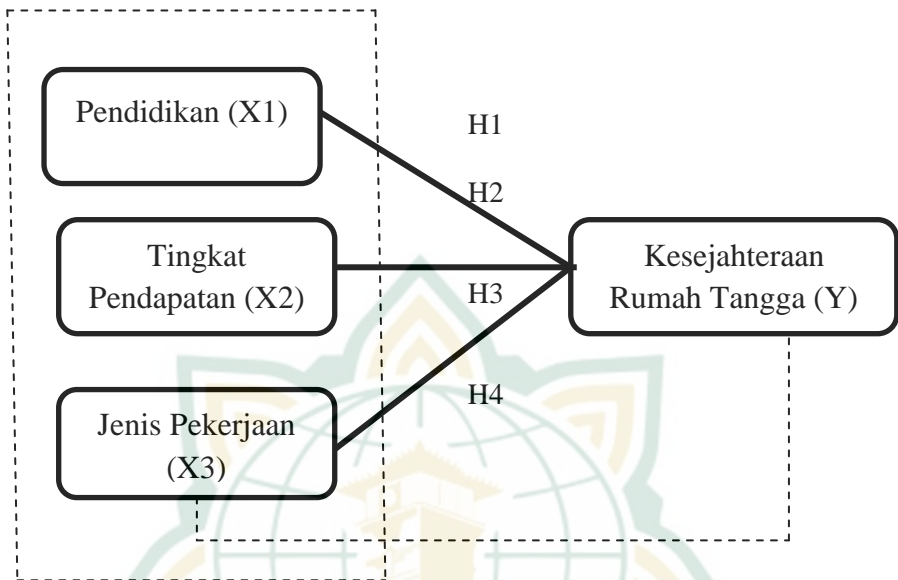 Pendidikan (X1)
H1
H2
Tingkat
Pendapatan (X2)
H3
Kesejahteraan
Rumah Tangga (Y)
Jenis Pekerjaan
(X3)
H4